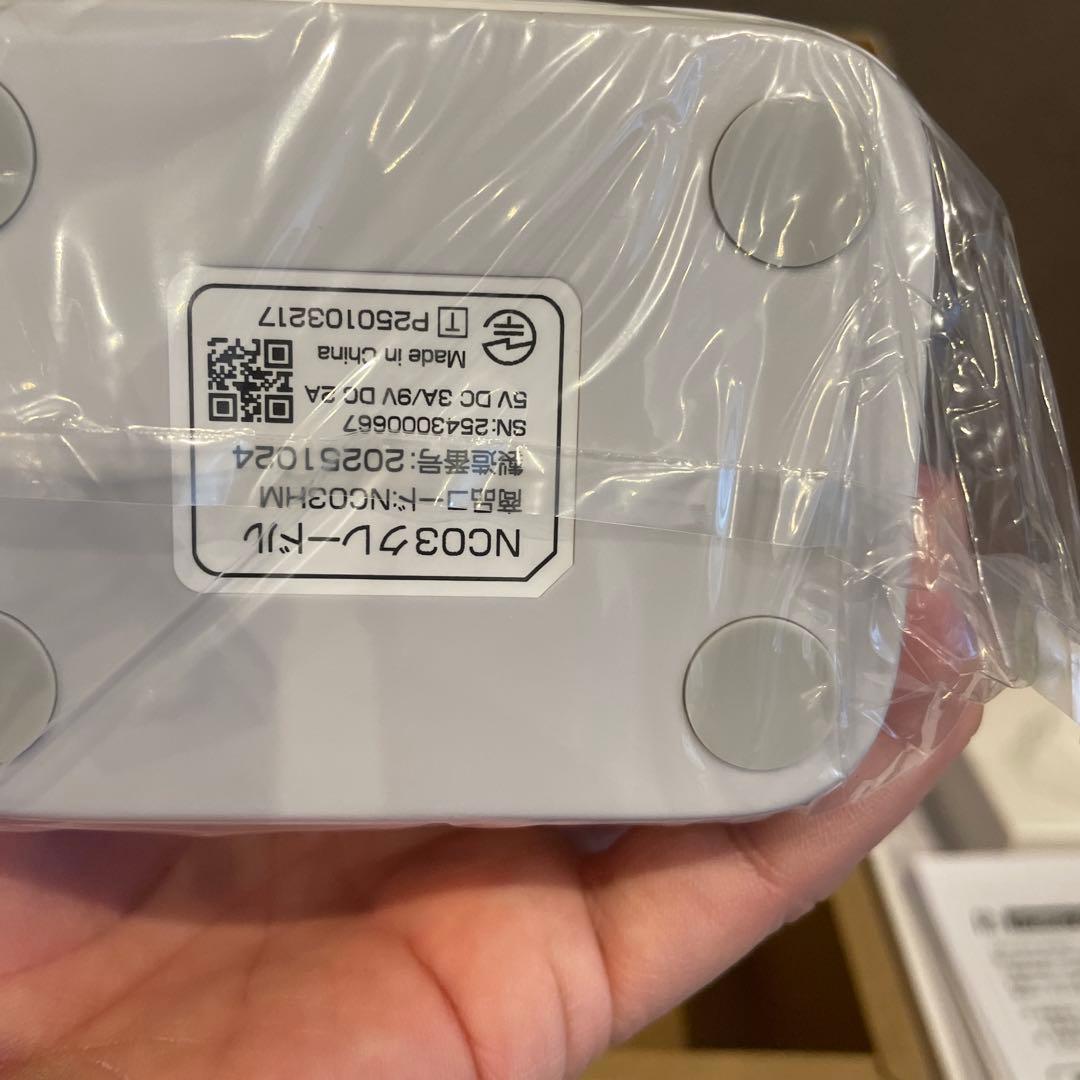 NC03クレードル
商品コード:NC03HM
製造番号:20251024
SN:2543000667
5V DC 3A/9V DC 2A
Made in China
T P250103217